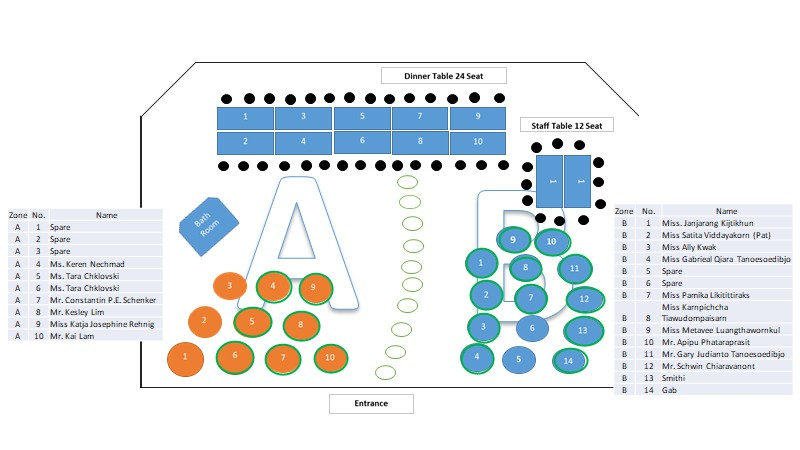 Dinner Table 24 Seat
1 3 5 7 9
2 4 6 8 10
Staff Table 12 Seat
1 1
Bath
Room
A
B
Zone No. Name
A 1 Spare
A 2 Spare
A 3 Spare
A 4 Ms. Keren Nechmad
A 5 Ms. Tara Chklovski
A 6 Ms. Tara Chklovski
A 7 Mr. Constantin P.E. Schenker
A 8 Mr. Kesley Lim
A 9 Miss Katja Josephine Rehnig
A 10 Mr. Kai Lam
3 4 9
2 5 8
1 6 7 10
9 10
1 8 11
2 7 12
3 6 13
4 5 14
Zone No. Name
B 1 Miss. Janjarang Kijtikhun
B 2 Miss Satita Viddayakorn (Pat)
B 3 Miss Ally Kwak
B 4 Miss Gabrieal Qiara Tanoesoedibjo
B 5 Spare
B 6 Spare
B 7 Miss Pamika Likitittiraks
Miss Karnpichcha
B 8 Tiawudompaisarn
B 9 Miss Metavee Luangthawornkul
B 10 Mr. Apipu Phataraprasit
B 11 Mr. Gary Judianto Tanoesoedibjo
B 12 Mr. Schwin Chiaravanont
B 13 Smithi
B 14 Gab
Entrance